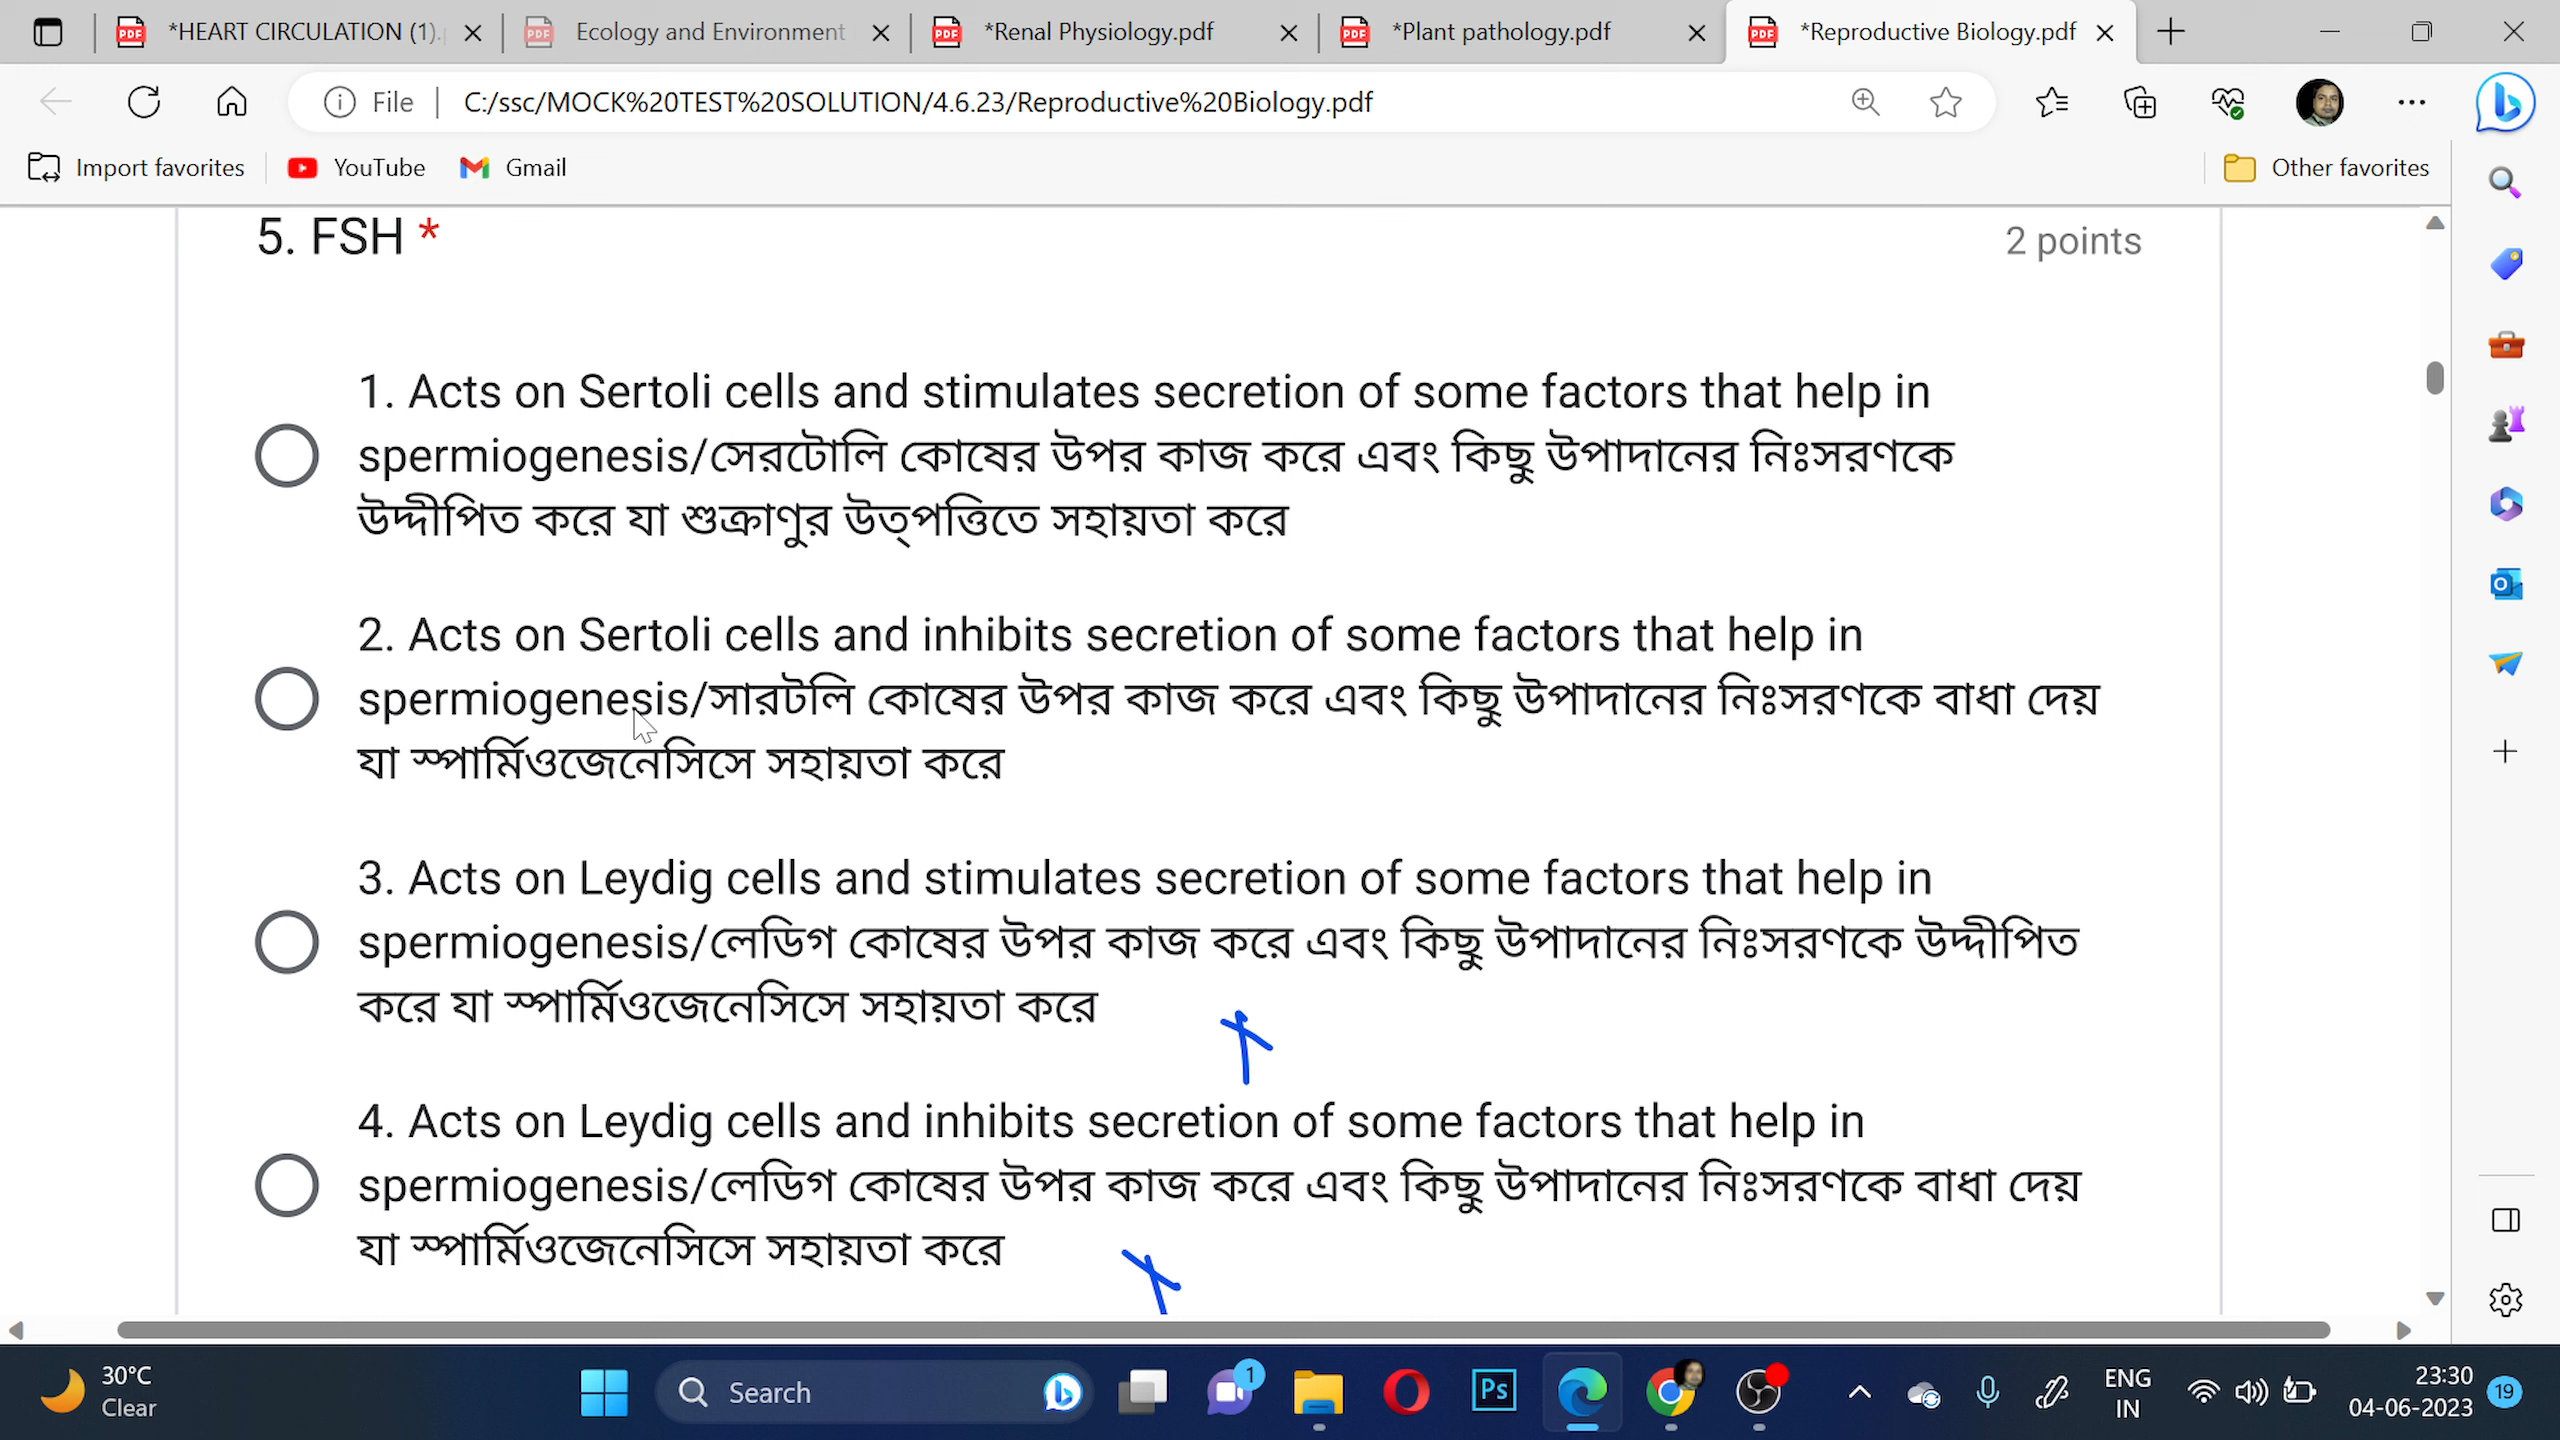 *HEART CIRCULATION (1).
Ecology and Environment
*Renal Physiology.pdf
*Plant pathology.pdf
*Reproductive Biology.pdf
File
C:/ssc/MOCK%20TEST%20SOLUTION/4.6.23/Reproductive%20Biology.pdf
Import favorites
YouTube
Gmail
Other favorites
5. FSH *
2 points
1. Acts on Sertoli cells and stimulates secretion of some factors that help in
spermiogenesis/সেরটোলি কোষের উপর কাজ করে এবং কিছু উপাদানের নিঃসরণকে
উদ্দীপিত করে যা শুক্রাণুর উত্পত্তিতে সহায়তা করে
2. Acts on Sertoli cells and inhibits secretion of some factors that help in
spermiogenesis/সারটলি কোষের উপর কাজ করে এবং কিছু উপাদানের নিঃসরণকে বাধা দেয়
যা স্পার্মিওজেনেসিসে সহায়তা করে
3. Acts on Leydig cells and stimulates secretion of some factors that help in
spermiogenesis/লেডিগ কোষের উপর কাজ করে এবং কিছু উপাদানের নিঃসরণকে উদ্দীপিত
করে যা স্পার্মিওজেনেসিসে সহায়তা করে
4. Acts on Leydig cells and inhibits secretion of some factors that help in
spermiogenesis/লেডিগ কোষের উপর কাজ করে এবং কিছু উপাদানের নিঃসরণকে বাধা দেয়
যা স্পার্মিওজেনেসিসে সহায়তা করে
30°C
Clear
Search
1
Ps
ENG
IN
23:30
04-06-2023
19